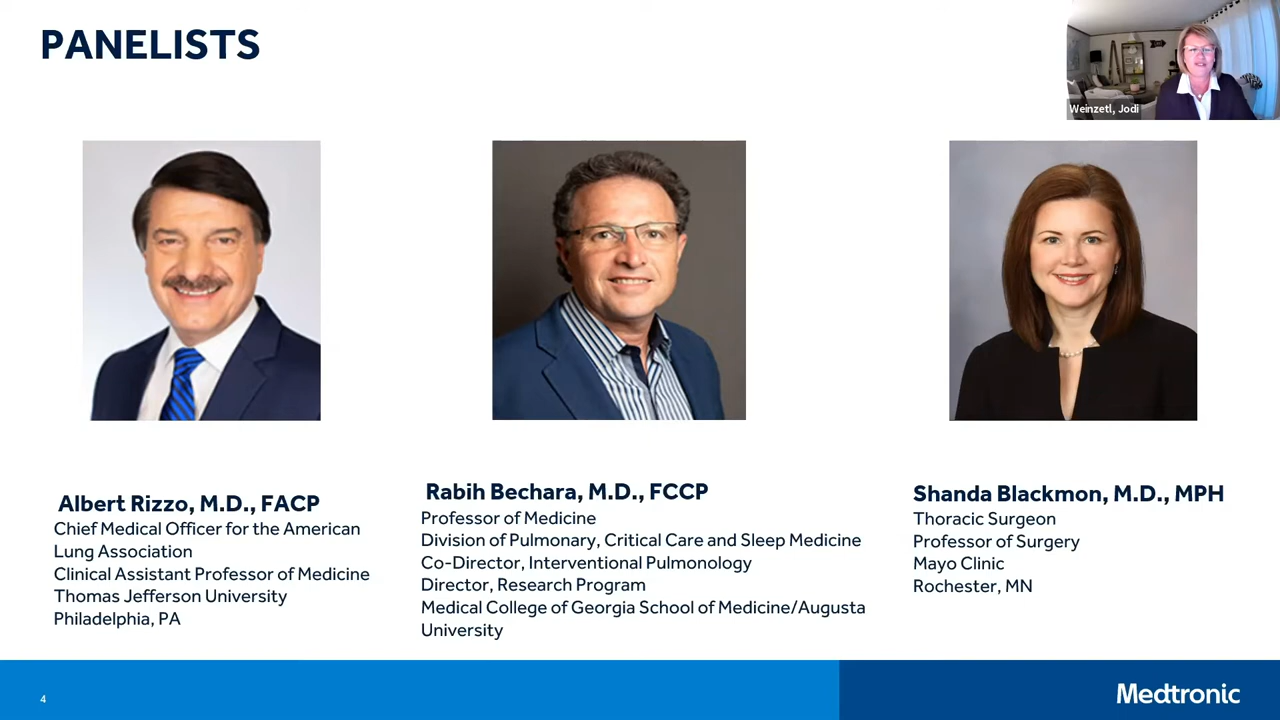 PANELISTS
Weinzetl, Jodi
Albert Rizzo, M.D., FACP
Chief Medical Officer for the American
Lung Association
Clinical Assistant Professor of Medicine
Thomas Jefferson University
Philadelphia, PA
Rabih Bechara, M.D., FCCP
Professor of Medicine
Division of Pulmonary, Critical Care and Sleep Medicine
Co-Director, Interventional Pulmonology
Director, Research Program
Medical College of Georgia School of Medicine/Augusta
University
Shanda Blackmon, M.D., MPH
Thoracic Surgeon
Professor of Surgery
Mayo Clinic
Rochester, MN
4
Medtronic